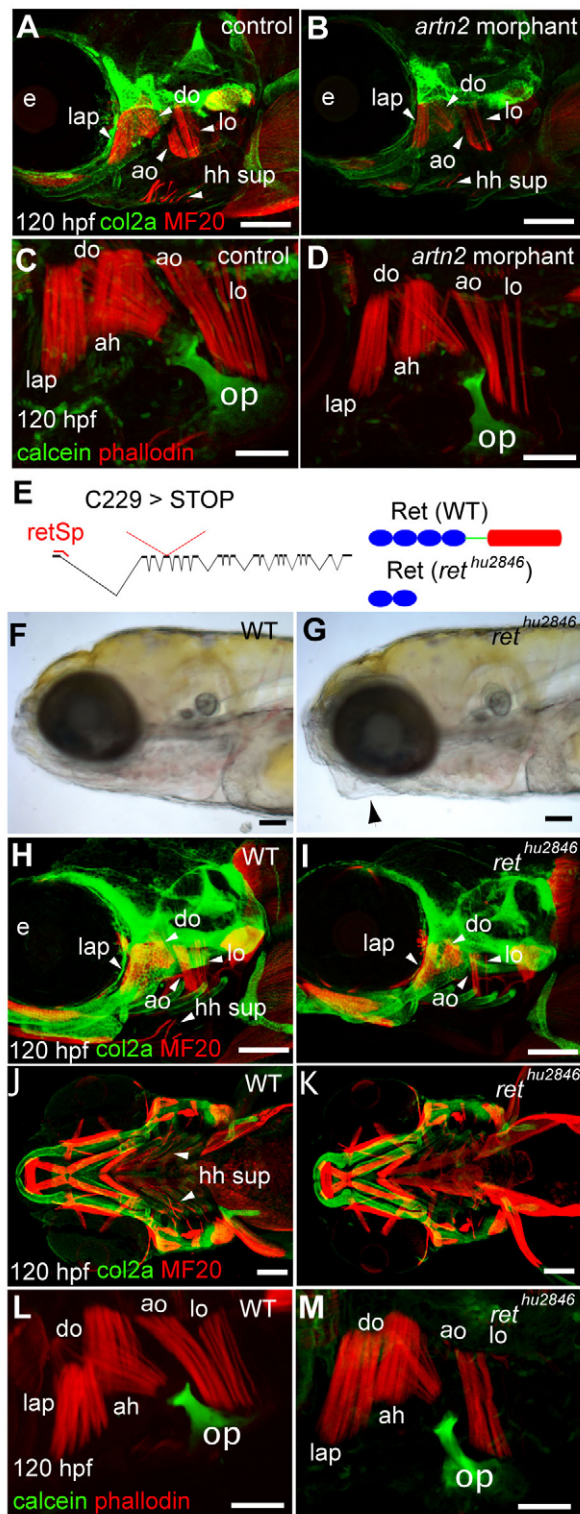 A control
e
lap
do
lo
ao
hh sup
120 hpf col2a MF20
B artn2 morphant
e
lap
do
lo
ao
hh sup
C control
do
ao
lo
ah
lap
op
120 hpf
calcein phallodin
D artn2 morphant
do
ao
lo
ah
lap
op
E
C229 > STOP
retSp
Ret (WT)
Ret (ret hu2846)
F WT
G ret hu2846
H WT
e
do
lap
lo
ao
hh sup
120 hpf col2a MF20
I ret hu2846
do
lap
lo
ao
J WT
hh sup
120 hpf col2a MF20
K ret hu2846
L WT
ao
lo
do
lap
ah
op
120 hpf
calcein phallodin
M ret hu2846
do
ao
lo
ah
lap
op